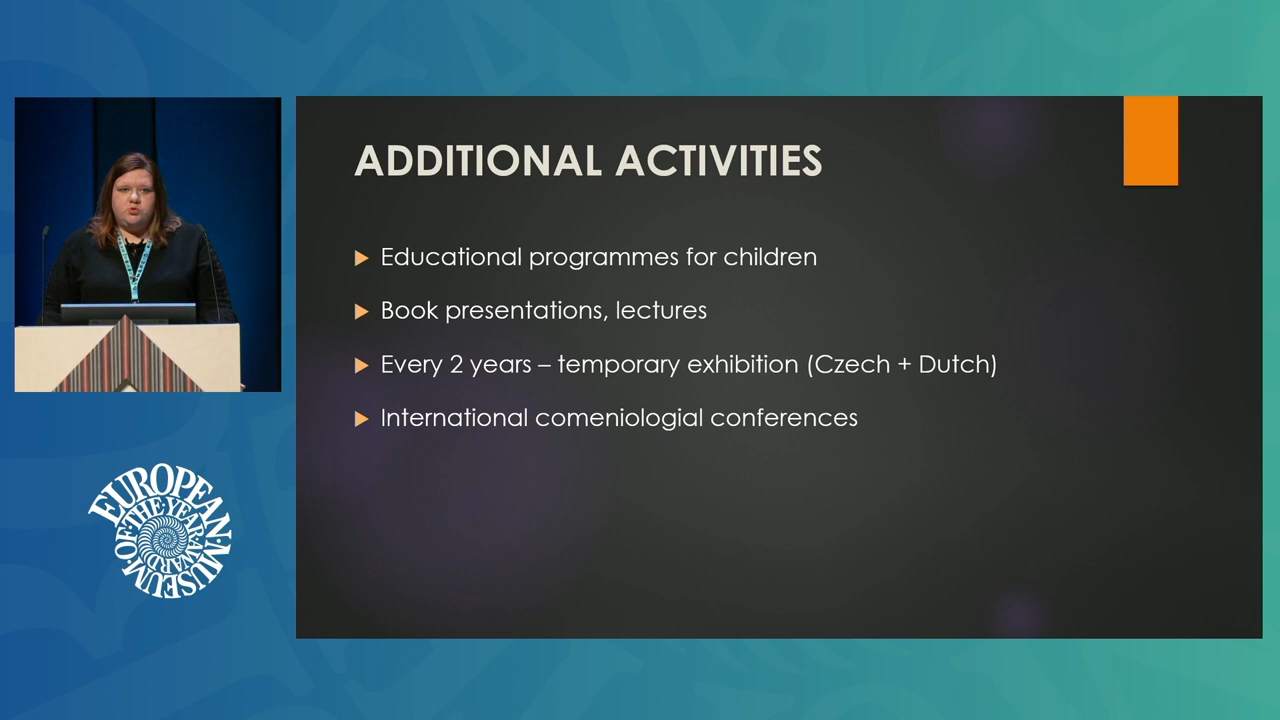 ADDITIONAL ACTIVITIES
Educational programmes for children
Book presentations, lectures
Every 2 years – temporary exhibition (Czech + Dutch)
International comeniologial conferences
EUROPEAN MUSEUM
OF THE YEAR AWARD